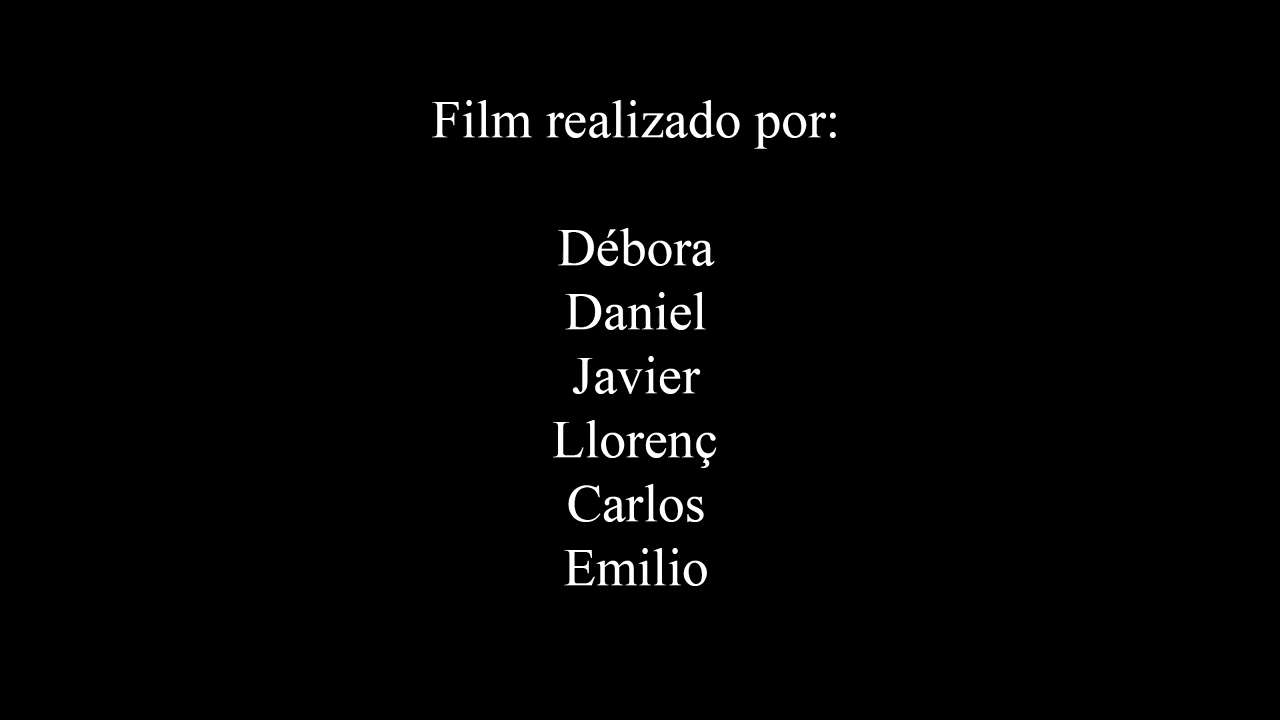 Film realizado por:
Débora
Daniel
Javier
Llorenç
Carlos
Emilio